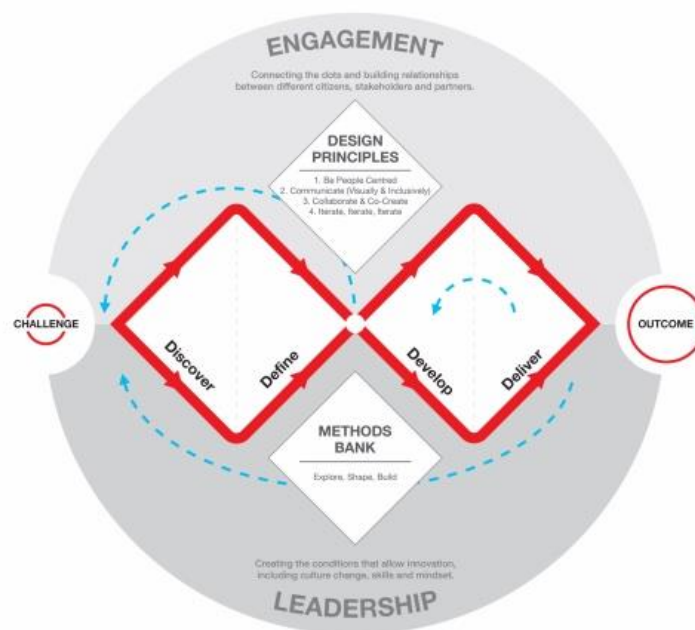 ENGAGEMENT
Connecting the dots and building relationships
between different citizens, stakeholders and partners.
DESIGN
PRINCIPLES
1. Be People Centred
2. Communicate (Visually & Inclusively)
3. Collaborate & Co-Create
4. Iterate, Iterate, Iterate
CHALLENGE
OUTCOME
Discover
Define
Develop
Deliver
METHODS
BANK
Explore, Shape, Build
Creating the conditions that allow innovation,
including culture change, skills and mindset.
LEADERSHIP